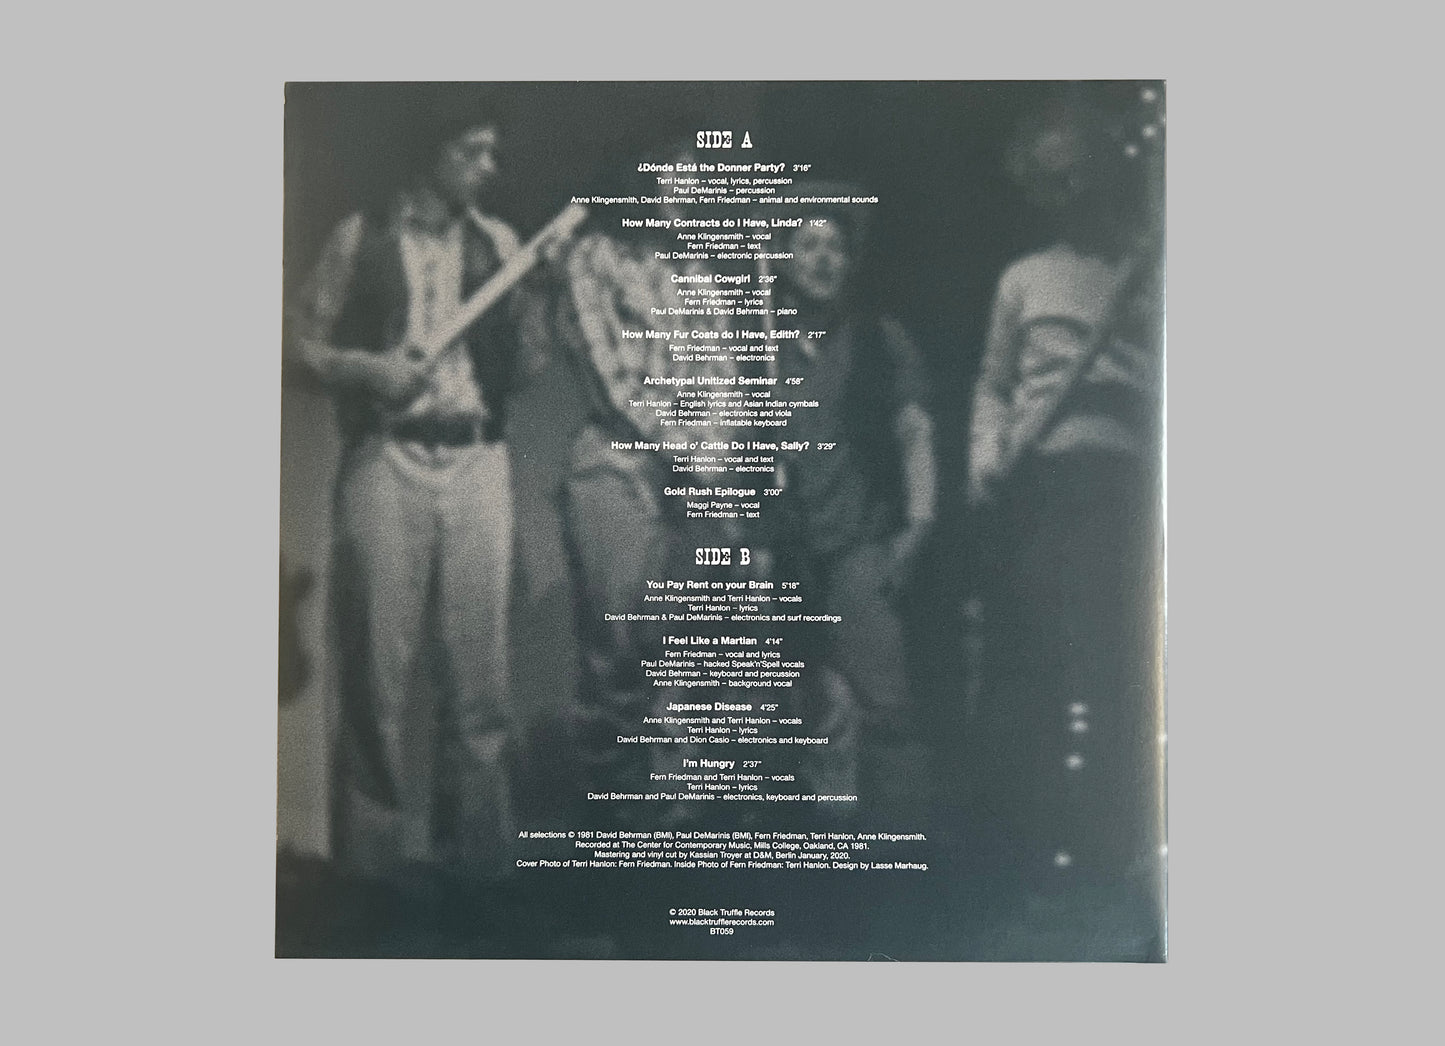 SIDE A
¿Dónde Está the Donner Party? 3'16"
Terri Hanlon – vocal, lyrics, percussion
Paul DeMarinis – percussion
Anne Klingensmith, David Behrman, Fern Friedman – animal and environmental sounds
How Many Contracts do I Have, Linda? 1'42"
Anne Klingensmith – vocal
Fern Friedman – text
Paul DeMarinis – electronic percussion
Cannibal Cowgirl 2'36"
Anne Klingensmith – vocal
Fern Friedman – lyrics
Paul DeMarinis & David Behrman – piano
How Many Fur Coats do I Have, Edith? 2'17"
Fern Friedman – vocal and text
David Behrman – electronics
Archetypal Unitized Seminar 4'58"
Anne Klingensmith – vocal
Terri Hanlon – English lyrics and Asian Indian cymbals
David Behrman – electronics and viola
Fern Friedman – inflatable keyboard
How Many Head o' Cattle Do I Have, Sally? 3'29"
Terri Hanlon – vocal and text
David Behrman – electronics
Gold Rush Epilogue 3'00"
Maggi Payne – vocal
Fern Friedman – text
SIDE B
You Pay Rent on your Brain 5'18"
Anne Klingensmith and Terri Hanlon – vocals
Terri Hanlon – lyrics
David Behrman & Paul DeMarinis – electronics and surf recordings
I Feel Like a Martian 4'14"
Fern Friedman – vocal and lyrics
Paul DeMarinis – hacked Speak'n'Spell vocals
David Behrman – keyboard and percussion
Anne Klingensmith – background vocal
Japanese Disease 4'25"
Anne Klingensmith and Terri Hanlon – vocals
Terri Hanlon – lyrics
David Behrman and Dion Casio – electronics and keyboard
I'm Hungry 2'37"
Fern Friedman and Terri Hanlon – vocals
Terri Hanlon – lyrics
David Behrman and Paul DeMarinis – electronics, keyboard and percussion
All selections © 1981 David Behrman (BMI), Paul DeMarinis (BMI), Fern Friedman, Terri Hanlon, Anne Klingensmith.
Recorded at The Center for Contemporary Music, Mills College, Oakland, CA 1981.
Mastering and vinyl cut by Kassian Troyer at D&M, Berlin January, 2020.
Cover Photo of Terri Hanlon: Fern Friedman. Inside Photo of Fern Friedman: Terri Hanlon. Design by Lasse Marhaug.
© 2020 Black Truffle Records
www.blacktrufflerecords.com
BT059